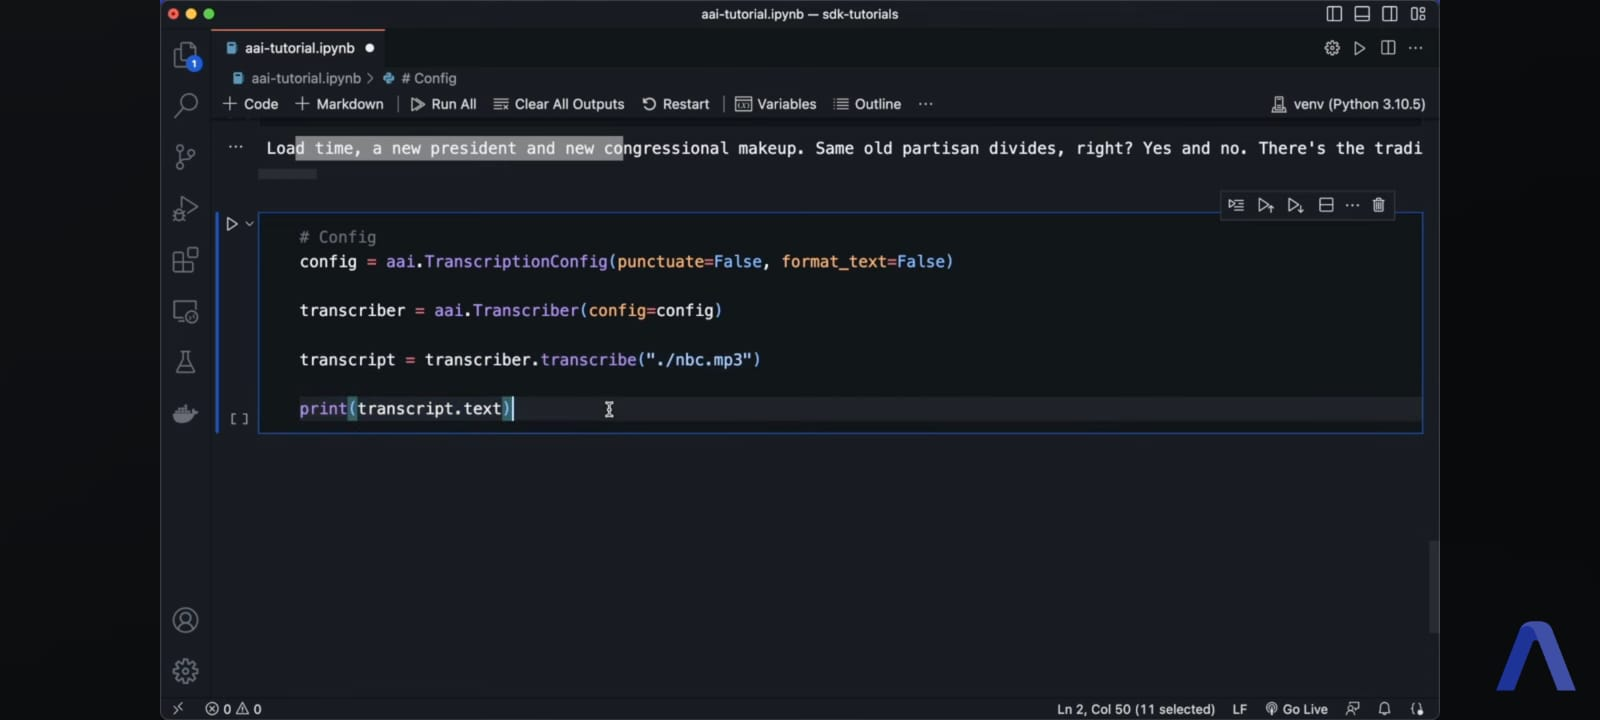 aai-tutorial.ipynb — sdk-tutorials
aai-tutorial.ipynb
1
aai-tutorial.ipynb > # Config
+ Code + Markdown | Run All Clear All Outputs Restart | Variables Outline ...
venv (Python 3.10.5)
... Load time, a new president and new congressional makeup. Same old partisan divides, right? Yes and no. There's the tradi
# Config
config = aai.TranscriptionConfig(punctuate=False, format_text=False)
transcriber = aai.Transcriber(config=config)
transcript = transcriber.transcribe("./nbc.mp3")
print(transcript.text)
[ ]
0 0 Ln 2, Col 50 (11 selected) LF Go Live